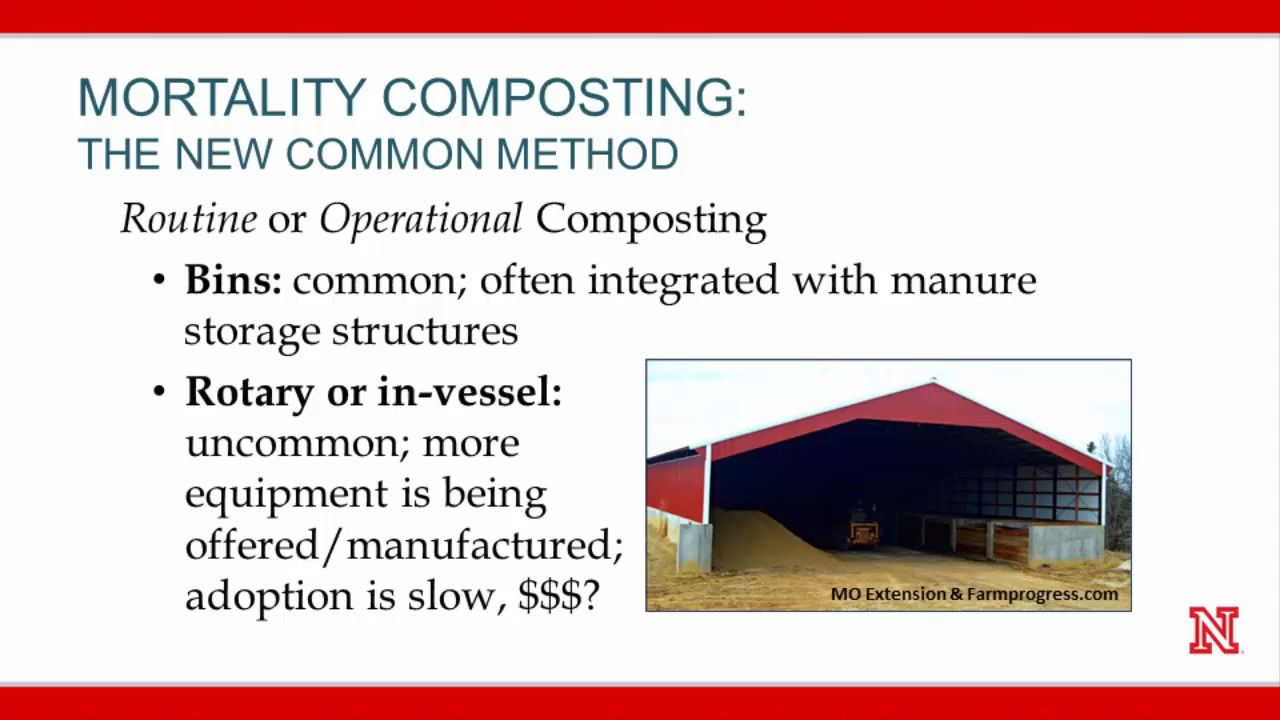 MORTALITY COMPOSTING:
THE NEW COMMON METHOD
Routine or Operational Composting
• Bins: common; often integrated with manure
storage structures
• Rotary or in-vessel:
uncommon; more
equipment is being
offered/manufactured;
adoption is slow, $$$?
MO Extension & Farmprogress.com
N